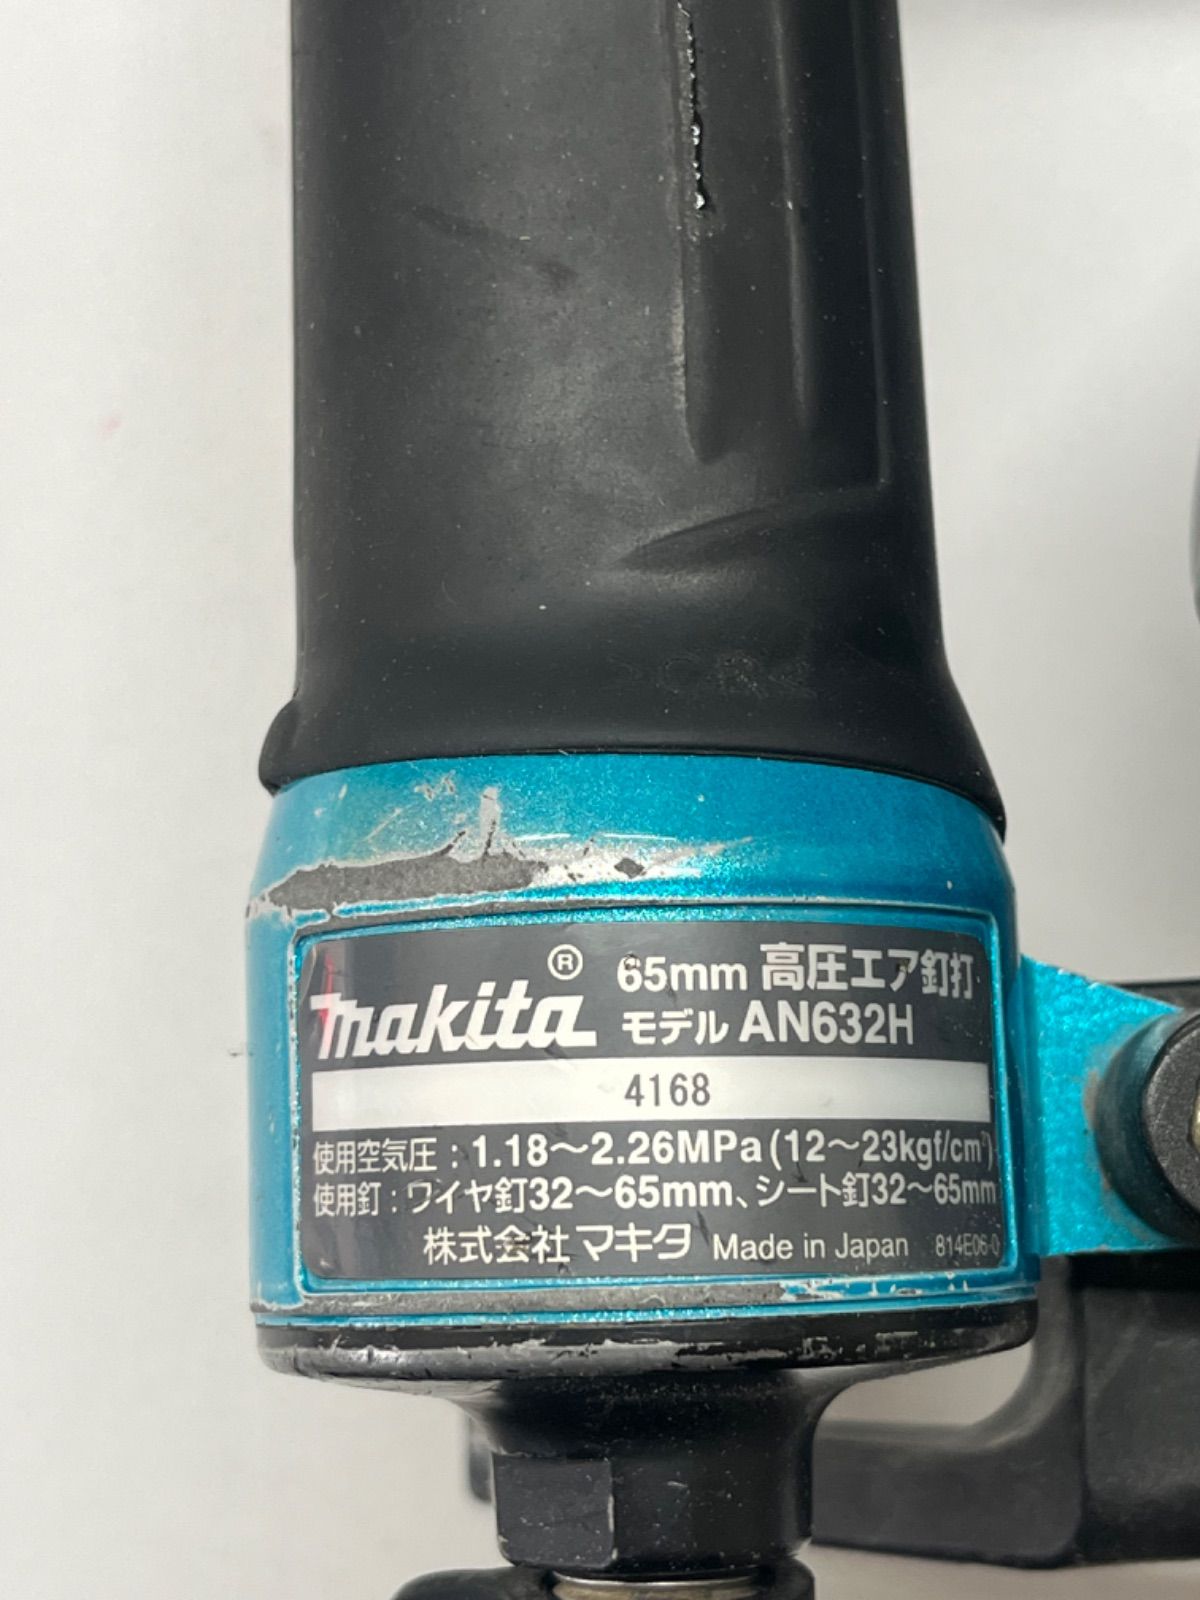 makita® 65mm 高圧エア釘打
モデル AN632H
4168
使用空気圧：1.18～2.26MPa(12～23kgf/cm²)
使用釘：ワイヤ釘32～65mm、シート釘32～65mm
株式会社マキタ Made in Japan 814E06-0